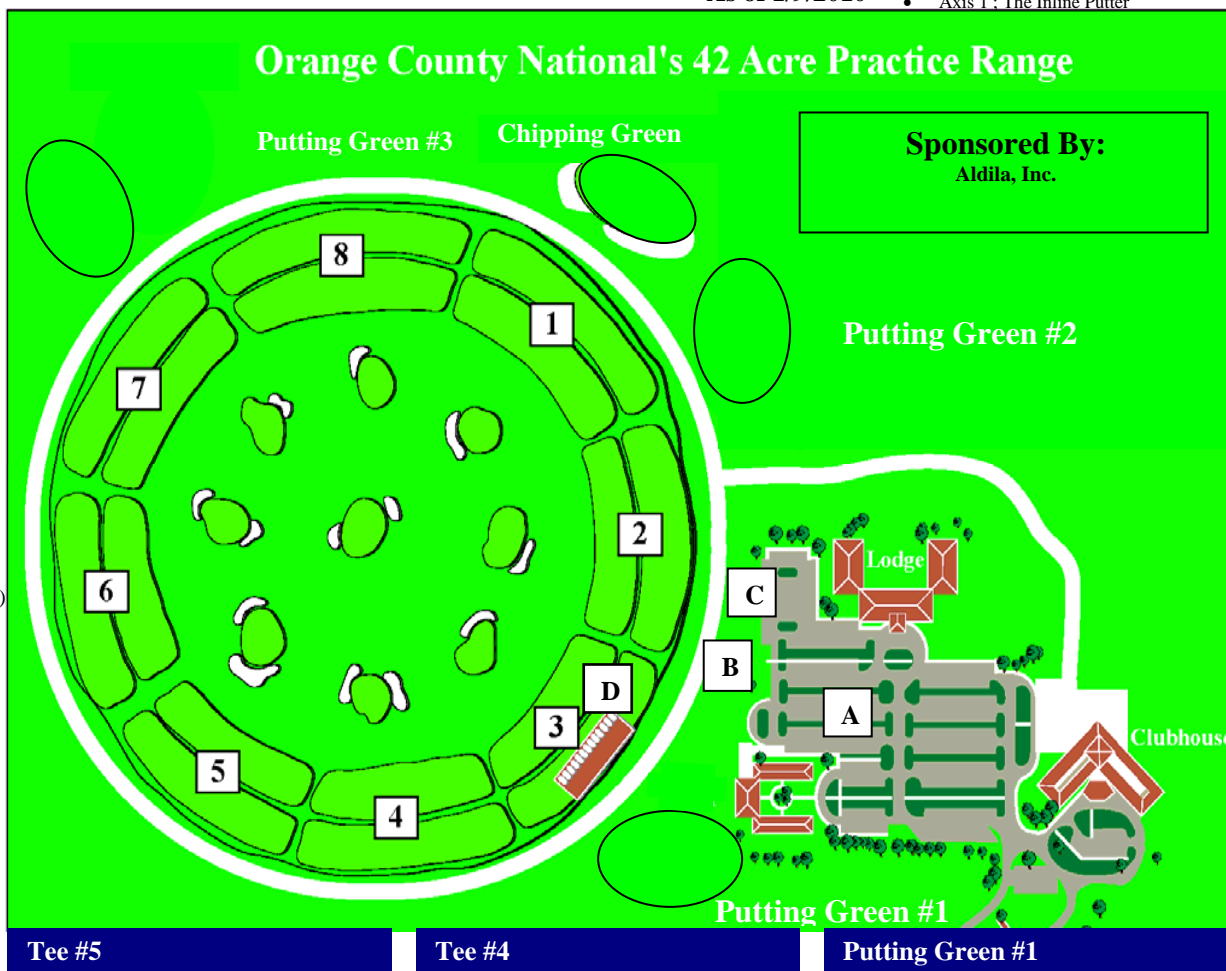 Axis 1 ; The Inline Putter
Orange County National's 42 Acre Practice Range
Putting Green #3
Chipping Green
Sponsored By:
Aldila, Inc.
8
1
Putting Green #2
7
2
Lodge
6
C
)
B
D
A
3
Clubhouse
5
4
Putting Green #1
Tee #5
Tee #4
Putting Green #1